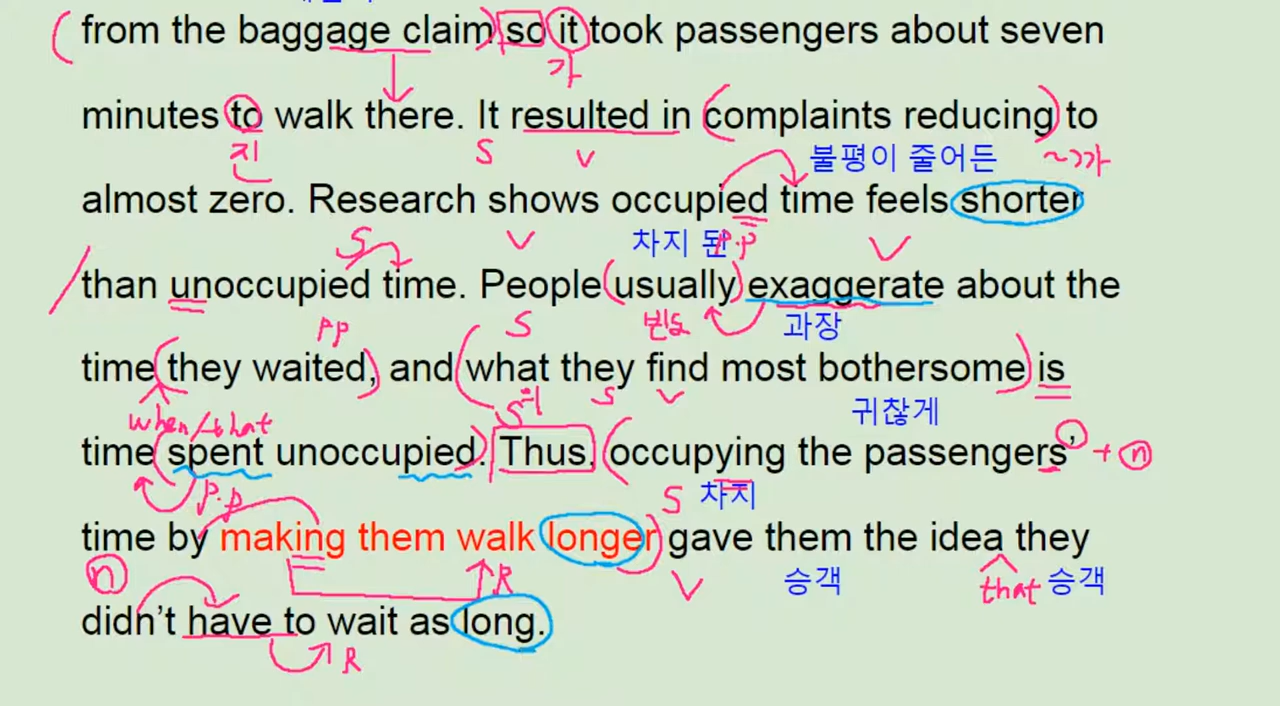 from the baggage claim) so it took passengers about seven
가
minutes to walk there. It resulted in (complaints reducing) to
지 S V 불평이 줄어든 ~가
almost zero. Research shows occupied time feels shorter
S V 차지 된 p.p V
than unoccupied time. People (usually) exaggerate about the
pp S 빈도 과장
time (they waited), and (what they find most bothersome) is
when/that S S V 귀찮게
time (spent unoccupied). Thus, (occupying the passengers' + n
p.p S 차지
time by making them walk longer) gave them the idea they
n R V 승객 that 승객
didn't have to wait as long.
R